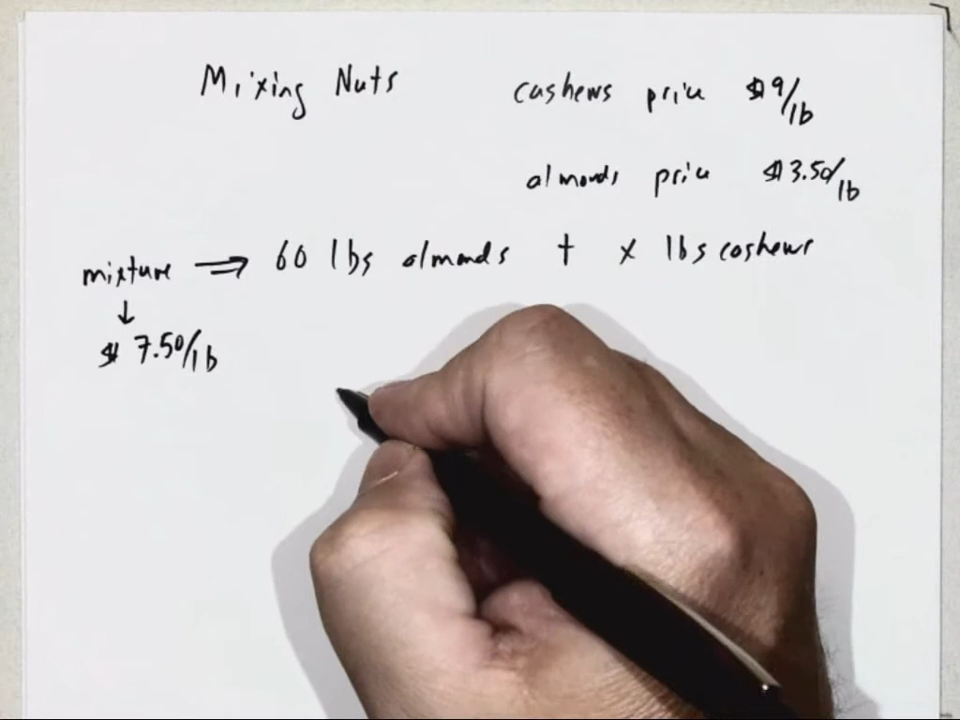 Mixing Nuts
cashews price $9/lb
almonds price $3.50/lb
mixture ⇒ 60 lbs almonds + x lbs cashews
↓
$ 7.50/lb